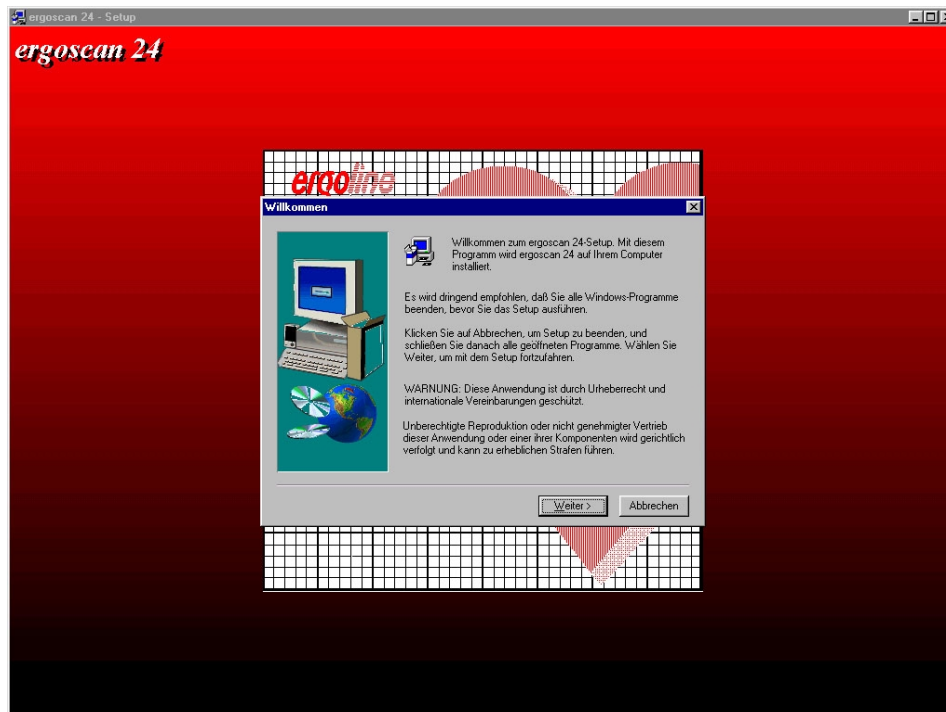 ergoscan 24 - Setup
ergoscan 24
ergoline
Willkommen
Willkommen zum ergoscan 24-Setup. Mit diesem
Programm wird ergoscan 24 auf Ihrem Computer
installiert.
Es wird dringend empfohlen, daß Sie alle Windows-Programme
beenden, bevor Sie das Setup ausführen.
Klicken Sie auf Abbrechen, um Setup zu beenden, und
schließen Sie danach alle geöffneten Programme. Wählen Sie
Weiter, um mit dem Setup fortzufahren.
WARNUNG: Diese Anwendung ist durch Urheberrecht und
internationale Vereinbarungen geschützt.
Unberechtigte Reproduktion oder nicht genehmigter Vertrieb
dieser Anwendung oder einer ihrer Komponenten wird gerichtlich
verfolgt und kann zu erheblichen Strafen führen.
Weiter >
Abbrechen